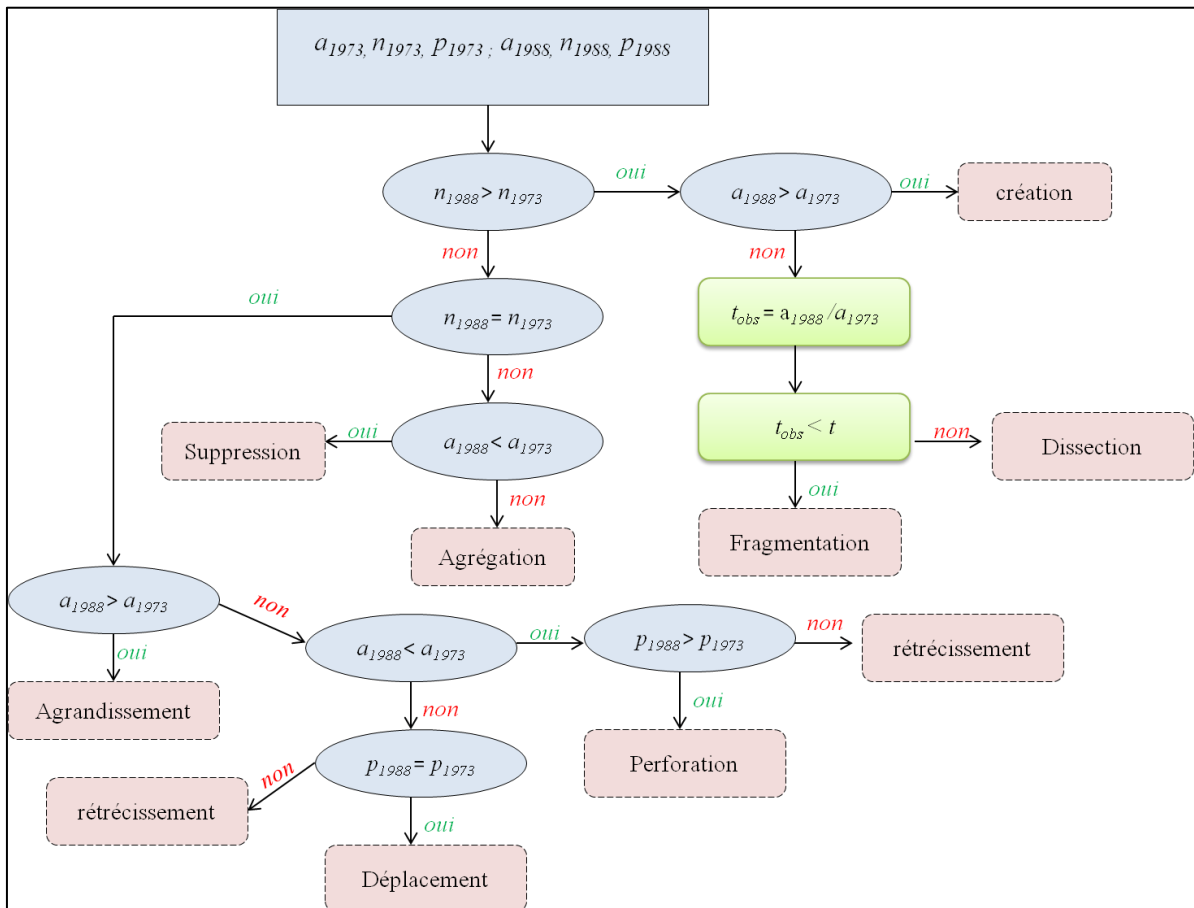 a1973, n1973, p1973 ; a1988, n1988, p1988
n1988 > n1973
oui
a1988 > a1973
oui
création
non
non
oui
n1988 = n1973
tobs = a1988 /a1973
non
Suppression
oui
a1988 < a1973
tobs < t
non
Dissection
non
oui
Agrégation
Fragmentation
a1988 > a1973
non
oui
a1988 < a1973
oui
p1988 > p1973
non
rétrécissement
Agrandissement
non
oui
rétrécissement
non
p1988 = p1973
Perforation
oui
Déplacement